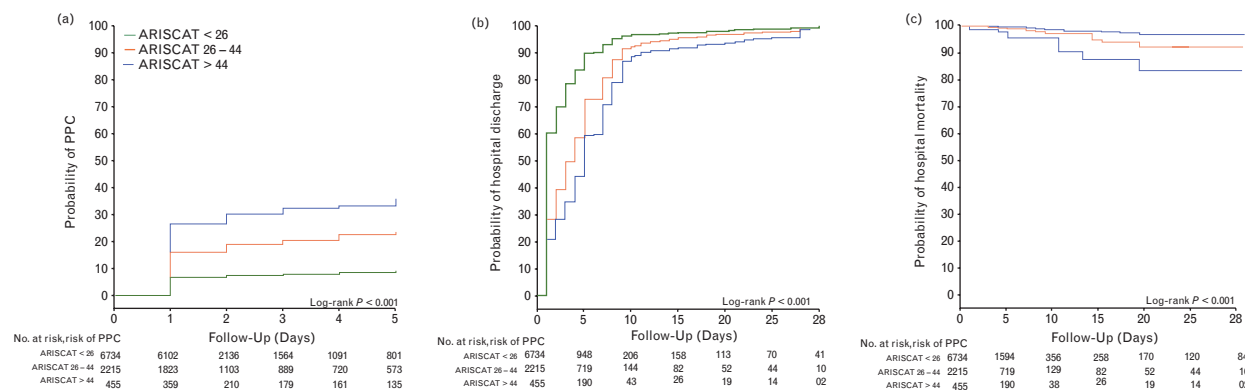 (a)
100
90
80
70
60
50
40
30
20
10
0
Probability of PPC
ARISCAT < 26
ARISCAT 26 – 44
ARISCAT > 44
Log-rank P < 0.001
0 1 2 3 4 5
Follow-Up (Days)
No. at risk,risk of PPC
ARISCAT < 26 6734 6102 2136 1564 1091 801
ARISCAT 26 – 44 2215 1823 1103 889 720 573
ARISCAT > 44 455 359 210 179 161 135
(b)
100
90
80
70
60
50
40
30
20
10
0
Probability of hospital discharge
Log-rank P < 0.001
0 5 10 15 20 25 28
Follow-Up (Days)
No. at risk,risk of PPC
ARISCAT < 26 6734 948 206 158 113 70 41
ARISCAT 26 – 44 2215 719 144 82 52 44 10
ARISCAT > 44 455 190 43 26 19 14 02
(c)
100
90
80
70
60
50
40
30
20
10
0
Probability of hospital mortality
Log-rank P < 0.001
0 5 10 15 20 25 28
Follow-Up (Days)
No. at risk,risk of PPC
ARISCAT < 26 6734 1594 356 258 170 120 84
ARISCAT 26 – 44 2215 719 129 82 52 44 10
ARISCAT > 44 455 190 38 26 19 14 02